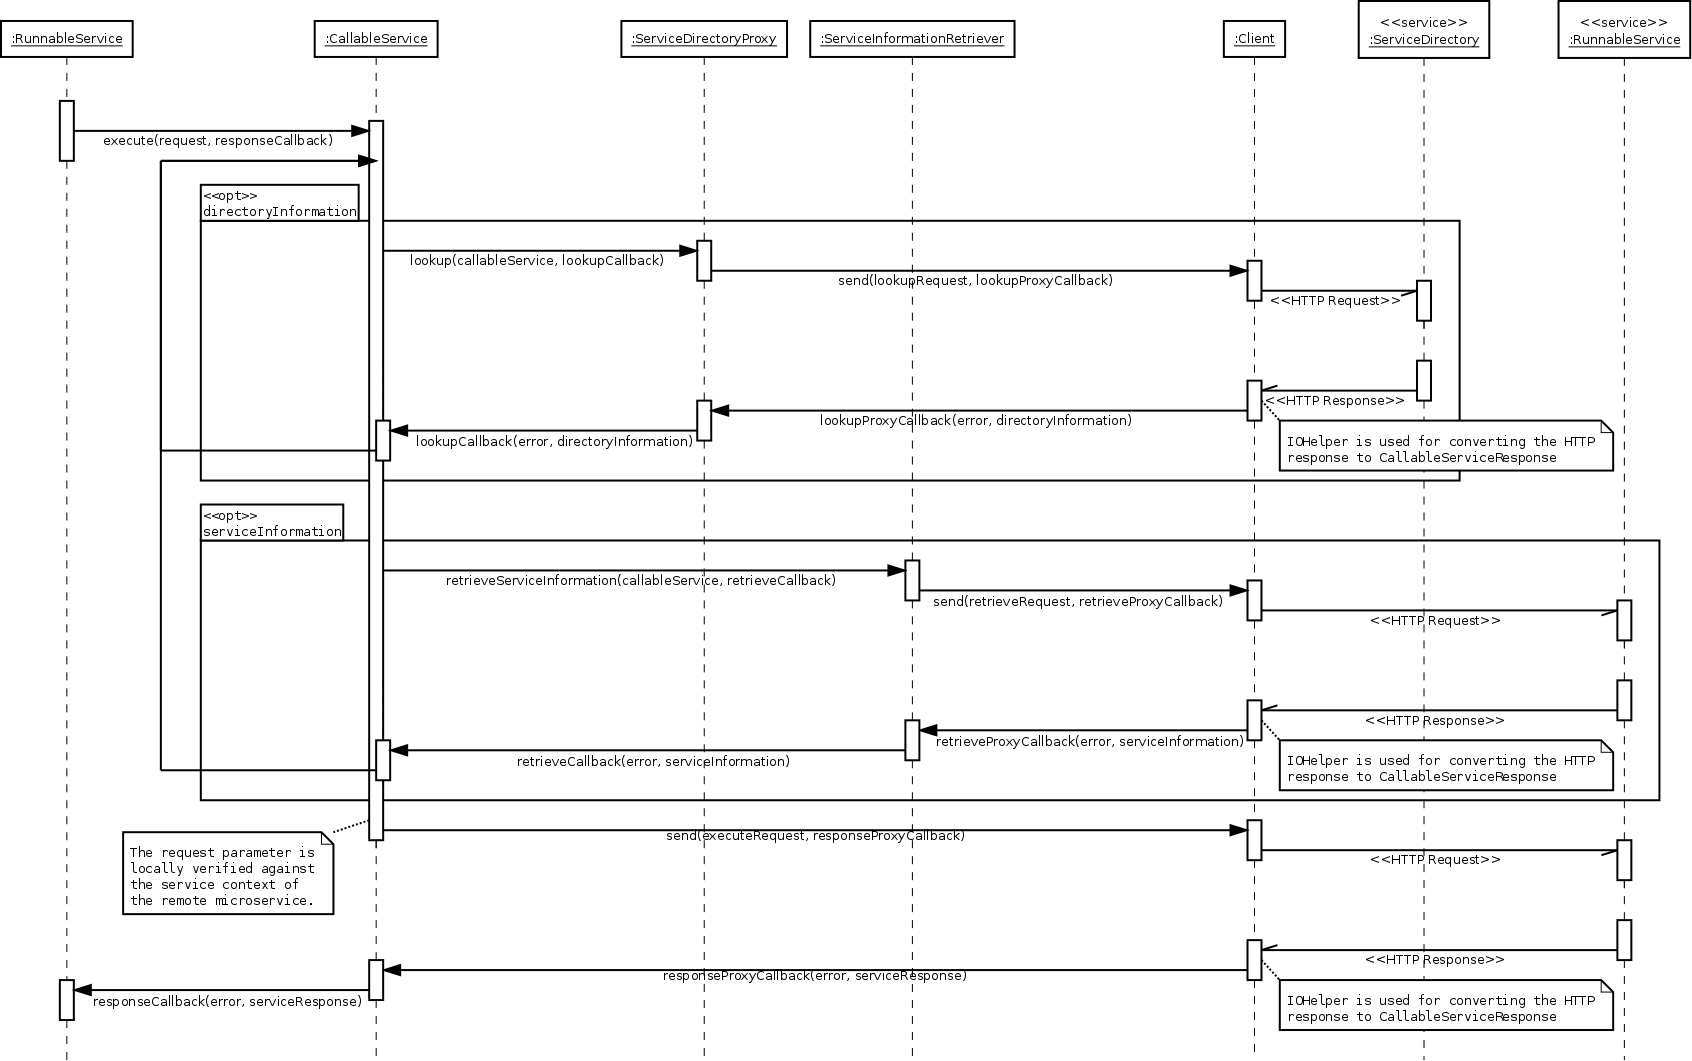 :RunnableService
:CallableService
:ServiceDirectoryProxy
:ServiceInformationRetriever
:Client
<<service>>
:ServiceDirectory
<<service>>
:RunnableService
execute(request, responseCallback)
<<opt>>
directoryInformation
lookup(callableService, lookupCallback)
send(lookupRequest, lookupProxyCallback)
<<HTTP Request>>
<<HTTP Response>>
lookupProxyCallback(error, directoryInformation)
lookupCallback(error, directoryInformation)
IOHelper is used for converting the HTTP
response to CallableServiceResponse
<<opt>>
serviceInformation
retrieveServiceInformation(callableService, retrieveCallback)
send(retrieveRequest, retrieveProxyCallback)
<<HTTP Request>>
<<HTTP Response>>
retrieveProxyCallback(error, serviceInformation)
retrieveCallback(error, serviceInformation)
IOHelper is used for converting the HTTP
response to CallableServiceResponse
send(executeRequest, responseProxyCallback)
The request parameter is
locally verified against
the service context of
the remote microservice.
<<HTTP Request>>
<<HTTP Response>>
responseProxyCallback(error, serviceResponse)
responseCallback(error, serviceResponse)
IOHelper is used for converting the HTTP
response to CallableServiceResponse